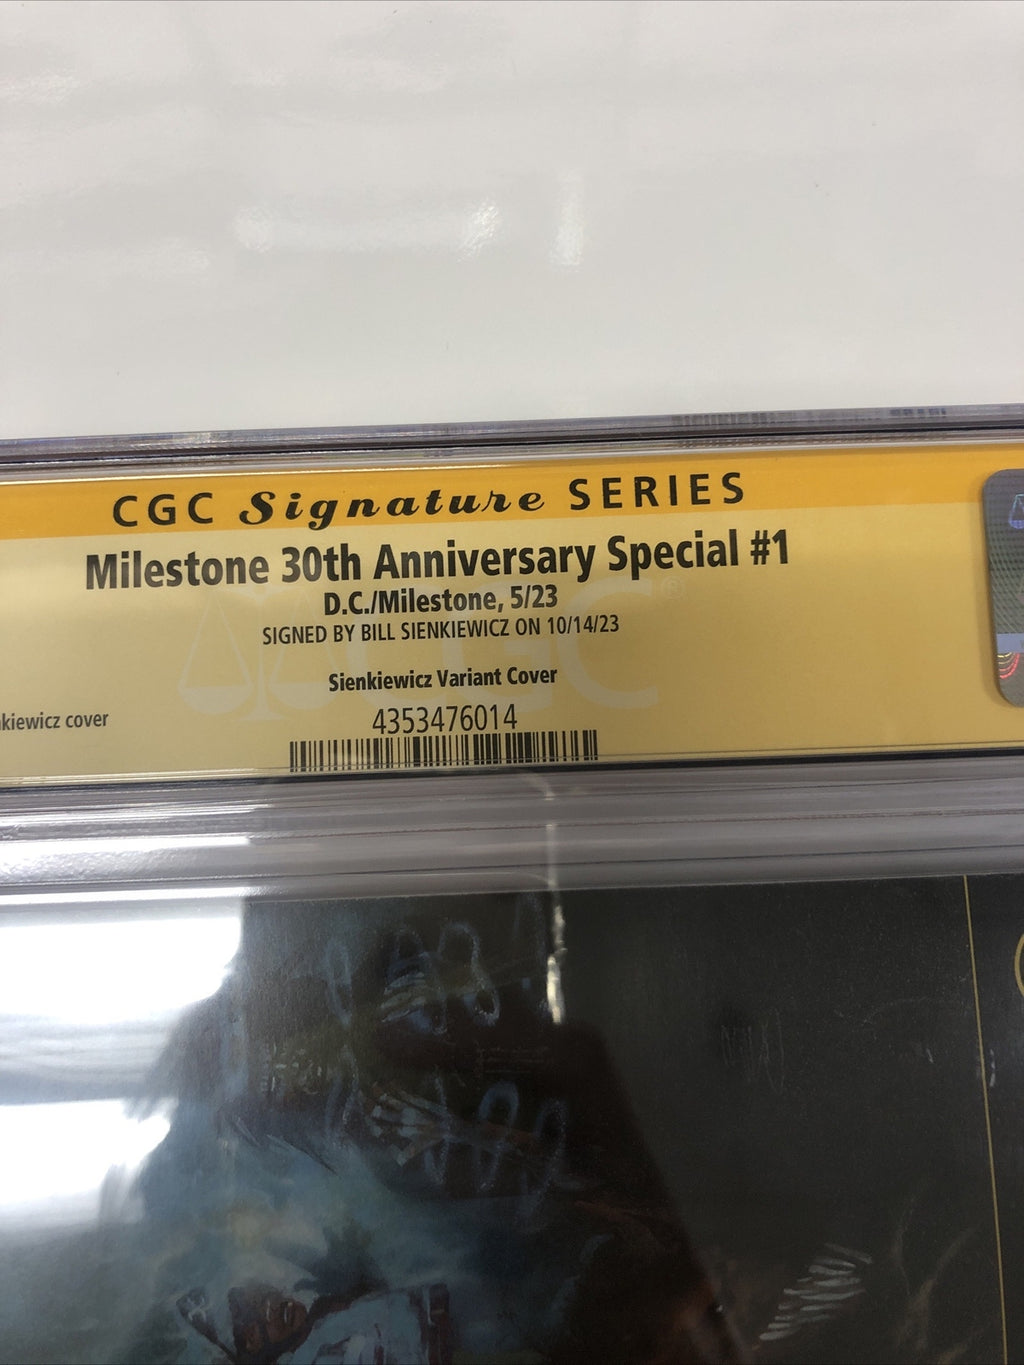 CGC Signature SERIES
Milestone 30th Anniversary Special #1
D.C./Milestone, 5/23
SIGNED BY BILL SIENKIEWICZ ON 10/14/23
Sienkiewicz Variant Cover
kiewicz cover
4353476014
CGC